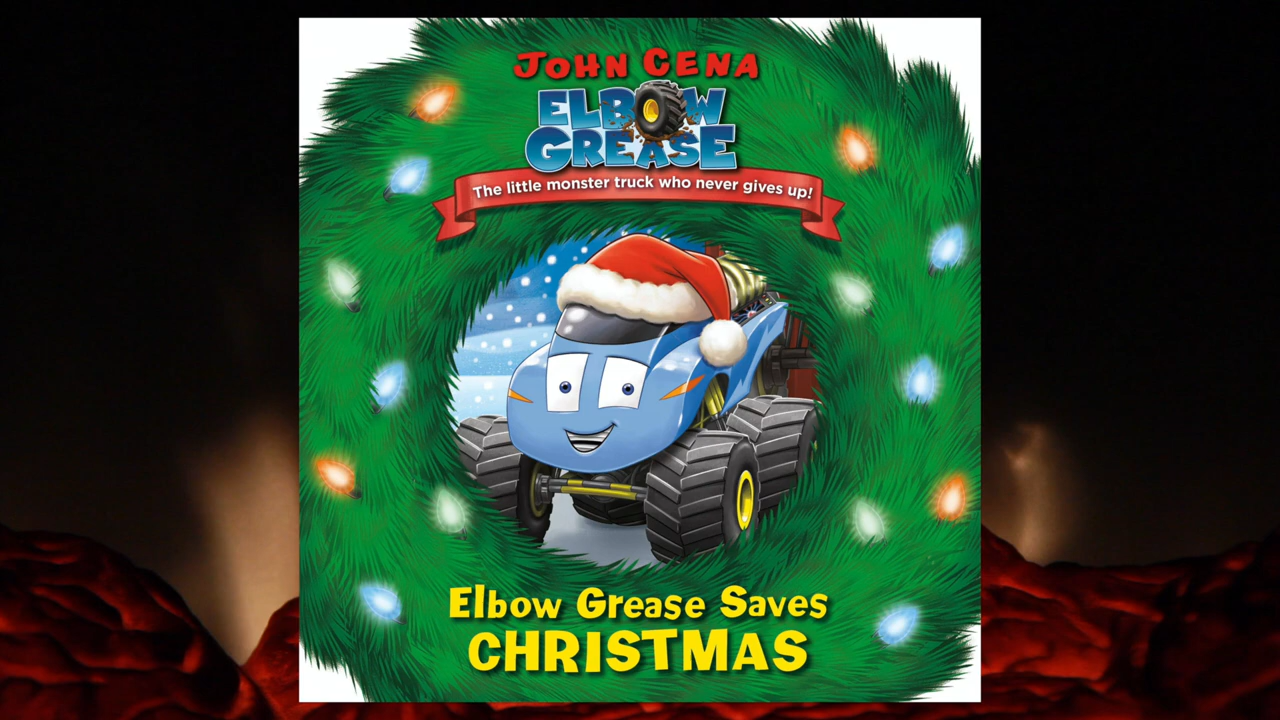 JOHN CENA
ELBOW
GREASE
The little monster truck who never gives up!
Elbow Grease Saves
CHRISTMAS